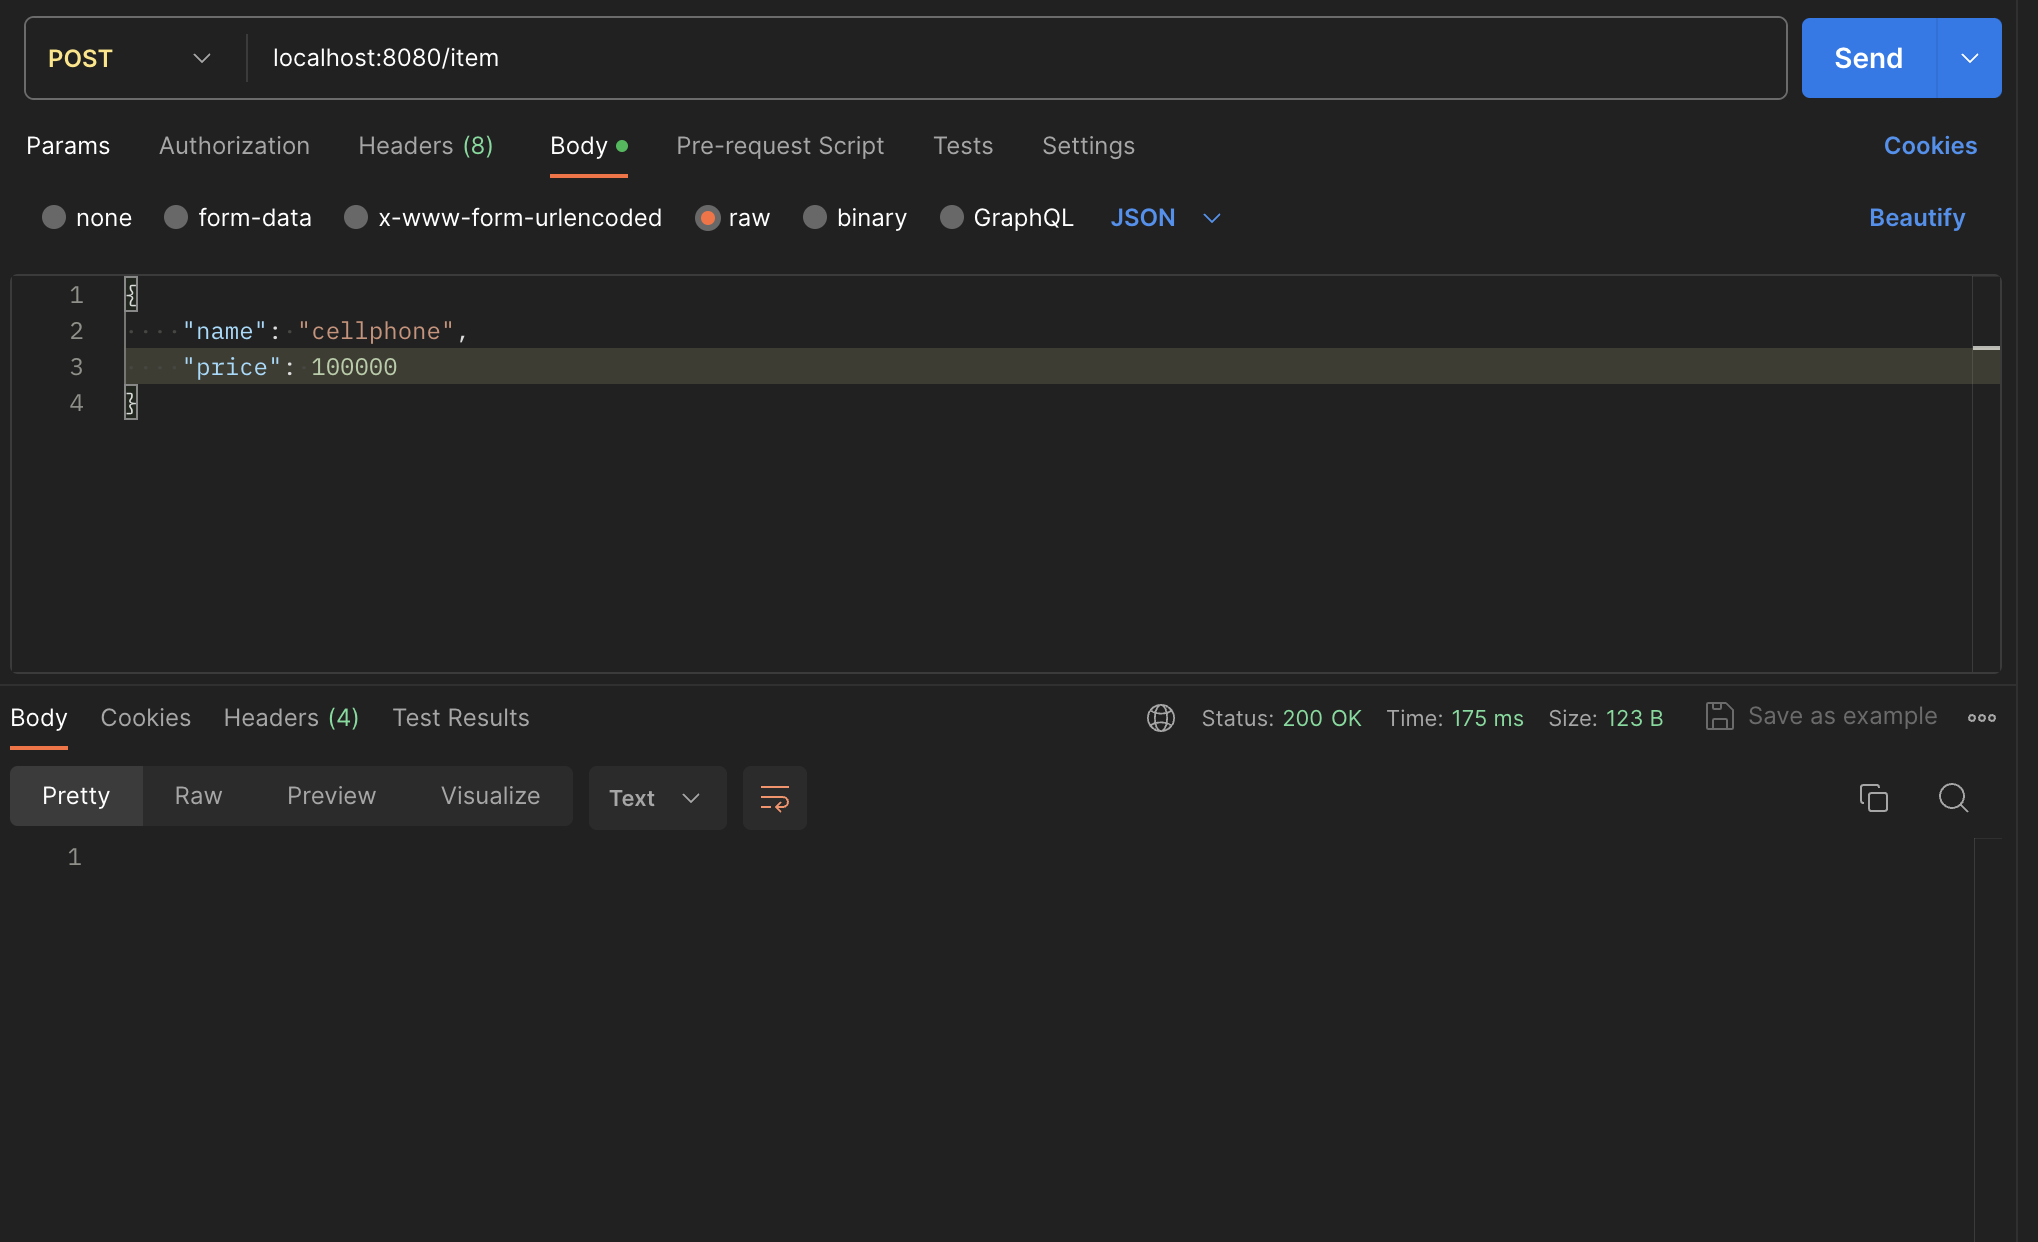 POST localhost:8080/item Send
Params Authorization Headers (8) Body Pre-request Script Tests Settings Cookies
none form-data x-www-form-urlencoded raw binary GraphQL JSON Beautify
1 {
2 "name": "cellphone",
3 "price": 100000
4 }
Body Cookies Headers (4) Test Results Status: 200 OK Time: 175 ms Size: 123 B Save as example
Pretty Raw Preview Visualize Text
1